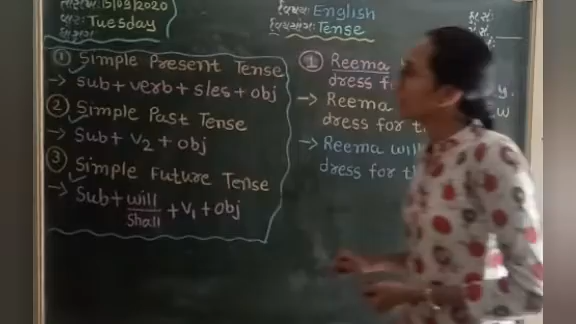 તારીખ: 15/09/2020
વાર: Tuesday
વિષય: English
Tense
① Simple Present Tense
→ Sub + verb + s/es + obj
② Simple Past Tense
→ Sub + V2 + obj
③ Simple Future Tense
→ Sub + will/shall + V1 + obj
① Reema
dress f
→ Reema
dress for t
→ Reema will
dress for t